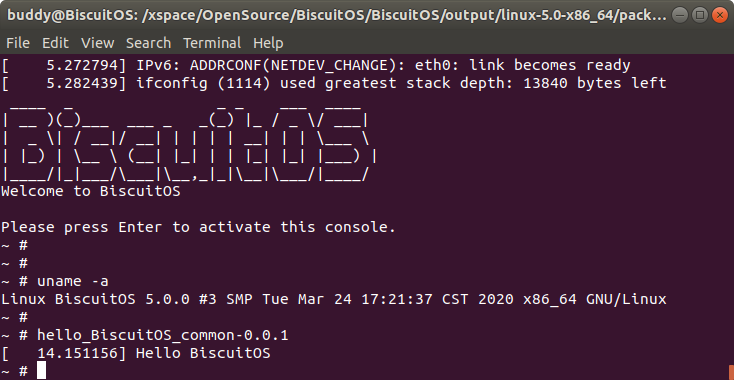 buddy@BiscuitOS: /xspace/OpenSource/BiscuitOS/BiscuitOS/output/linux-5.0-x86_64/pack...
File Edit View Search Terminal Help
[    5.272794] IPv6: ADDRCONF(NETDEV_CHANGE): eth0: link becomes ready
[    5.282439] ifconfig (1114) used greatest stack depth: 13840 bytes left
 ____  _                _ _    ___  ____
| __ )(_)___  ___ _   _(_) |_ / _ \/ ___|
|  _ \| / __|/ __| | | | | __| | | \___ \
| |_) | \__ \ (__| |_| | | |_| |_| |___) |
|____/|_|___/\___|\__,_|_|\__|\___/|____/
Welcome to BiscuitOS
Please press Enter to activate this console.
~ #
~ #
~ # uname -a
Linux BiscuitOS 5.0.0 #3 SMP Tue Mar 24 17:21:37 CST 2020 x86_64 GNU/Linux
~ #
~ # hello_BiscuitOS_common-0.0.1
[   14.151156] Hello BiscuitOS
~ #